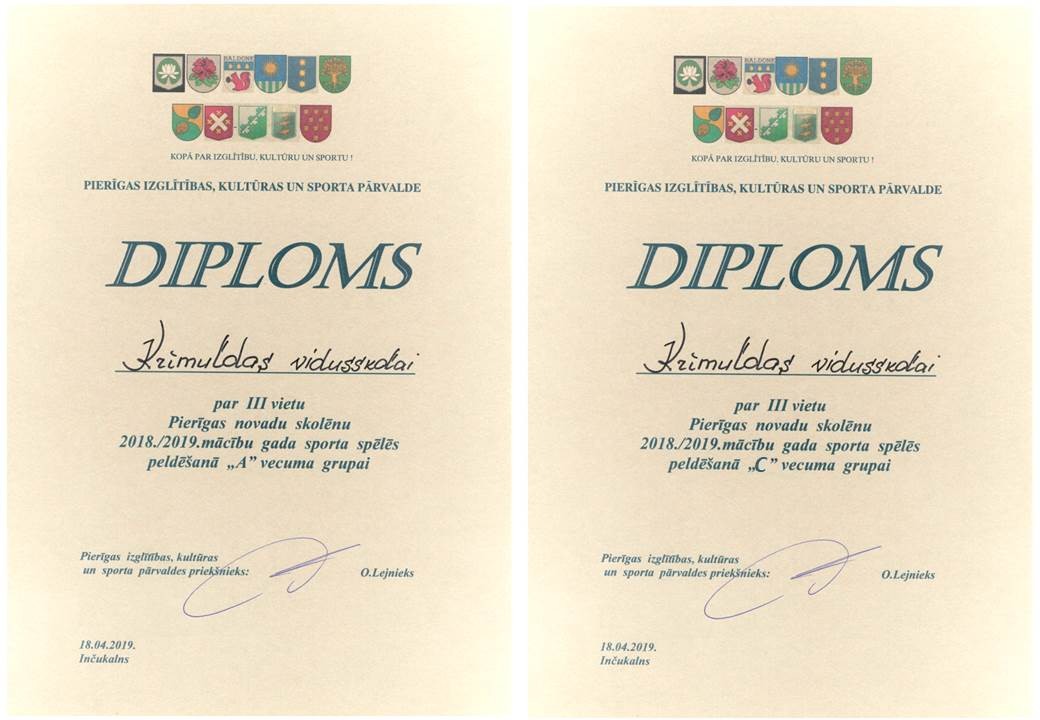 BALDONE
KOPĀ PAR IZGLĪTĪBU, KULTŪRU UN SPORTU !
PIERĪGAS IZGLĪTĪBAS, KULTŪRAS UN SPORTA PĀRVALDE
DIPLOMS
Krimuldas vidusskolai
par III vietu
Pierīgas novadu skolēnu
2018./2019.mācību gada sporta spēlēs
peldēšanā „A” vecuma grupai
Pierīgas izglītības, kultūras
un sporta pārvaldes priekšnieks: O.Lejnieks
18.04.2019.
Inčukalns
BALDONE
KOPĀ PAR IZGLĪTĪBU, KULTŪRU UN SPORTU !
PIERĪGAS IZGLĪTĪBAS, KULTŪRAS UN SPORTA PĀRVALDE
DIPLOMS
Krimuldas vidusskolai
par III vietu
Pierīgas novadu skolēnu
2018./2019.mācību gada sporta spēlēs
peldēšanā „C” vecuma grupai
Pierīgas izglītības, kultūras
un sporta pārvaldes priekšnieks: O.Lejnieks
18.04.2019.
Inčukalns